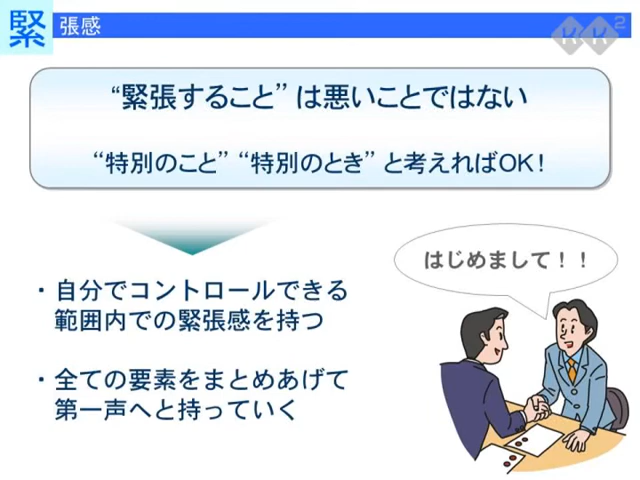 緊張感
KK2
“緊張すること”は悪いことではない
“特別のこと”“特別のとき”と考えればOK！
はじめまして！！
・自分でコントロールできる
範囲内での緊張感を持つ
・全ての要素をまとめあげて
第一声へと持っていく